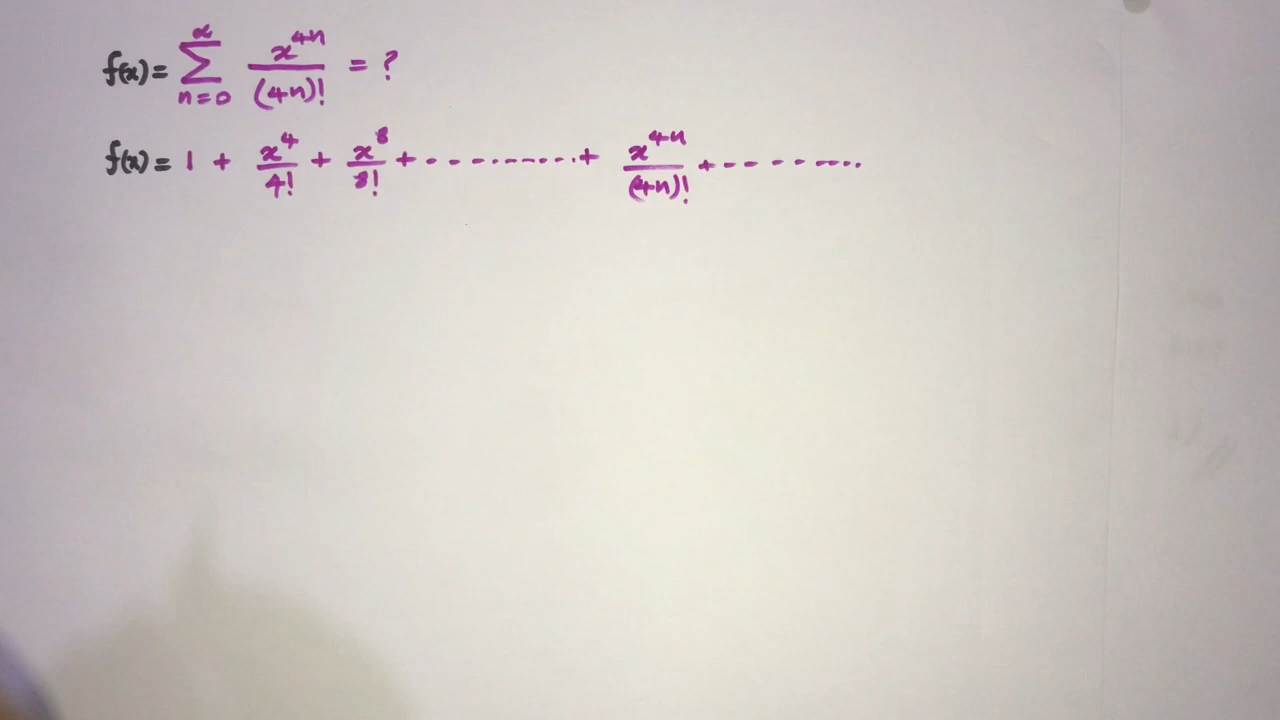 f(x) = ∑_{n=0}^{∞} x^{4n}/(4n)! = ?
f(x) = 1 + x^4/4! + x^8/8! + ............ + x^{4n}/(4n)! + ...........